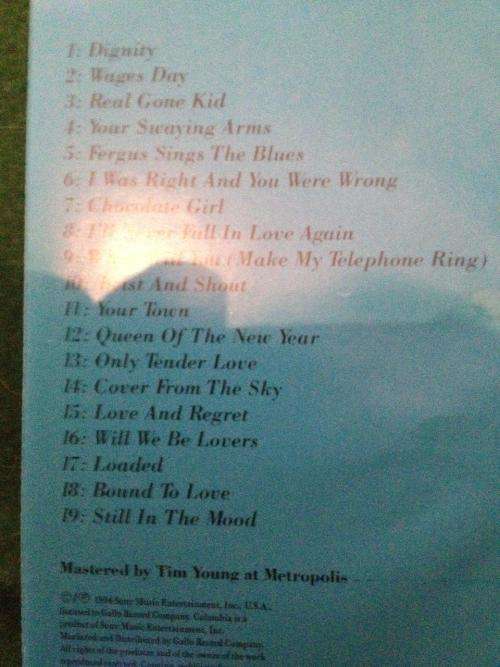 1: Dignity
2: Wages Day
3: Real Gone Kid
4: Your Swaying Arms
5: Fergus Sings The Blues
6: I Was Right And You Were Wrong
7: Chocolate Girl
8: I'll Never Fall In Love Again
9: You (Make My Telephone Ring)
10: Twist And Shout
11: Your Town
12: Queen Of The New Year
13: Only Tender Love
14: Cover From The Sky
15: Love And Regret
16: Will We Be Lovers
17: Loaded
18: Bound To Love
19: Still In The Mood
Mastered by Tim Young at Metropolis
©/℗ 1994 Sony Music Entertainment, Inc., U.S.A.,
licensed to Gallo Record Company. Columbia is a
product of Sony Music Entertainment, Inc.
Marketed and Distributed by Gallo Record Company.
All rights of the producer and of the owner of the work
reproduced reserved.